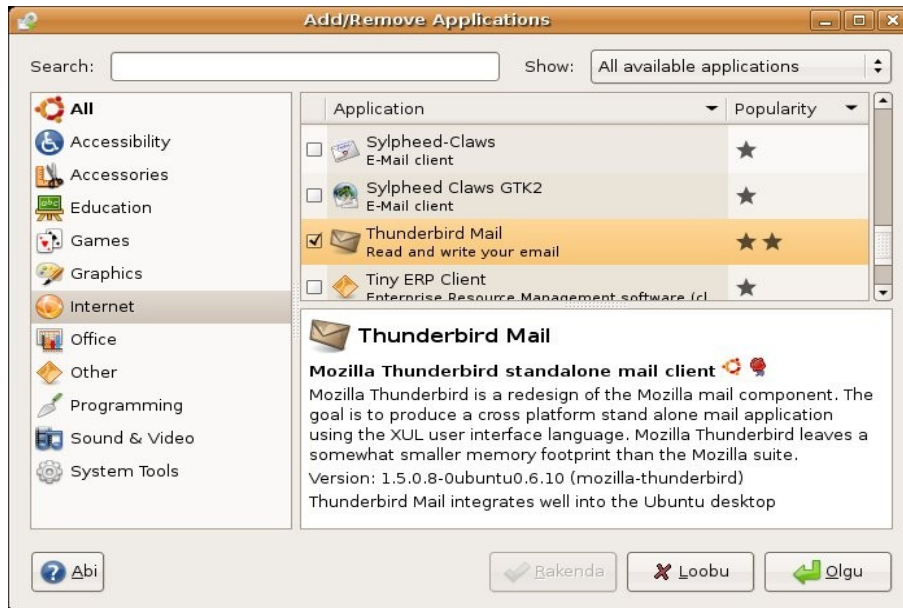 Add/Remove Applications
Search:
Show: All available applications
All
Accessibility
Accessories
Education
Games
Graphics
Internet
Office
Other
Programming
Sound & Video
System Tools
Application Popularity
Sylpheed-Claws
E-Mail client
Sylpheed Claws GTK2
E-Mail client
Thunderbird Mail
Read and write your email
Tiny ERP Client
Enterprise Resource Management software (cl
Thunderbird Mail
Mozilla Thunderbird standalone mail client
Mozilla Thunderbird is a redesign of the Mozilla mail component. The
goal is to produce a cross platform stand alone mail application
using the XUL user interface language. Mozilla Thunderbird leaves a
somewhat smaller memory footprint than the Mozilla suite.
Version: 1.5.0.8-0ubuntu0.6.10 (mozilla-thunderbird)
Thunderbird Mail integrates well into the Ubuntu desktop
Abi
Rakenda
Loobu
Olgu